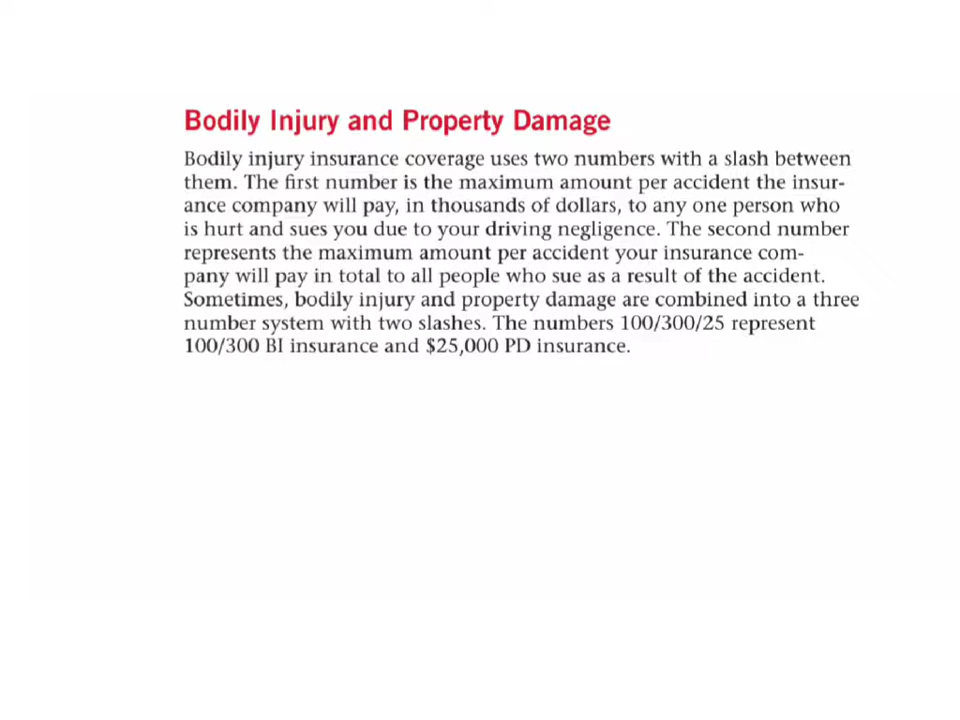 Bodily Injury and Property Damage
Bodily injury insurance coverage uses two numbers with a slash between
them. The first number is the maximum amount per accident the insur-
ance company will pay, in thousands of dollars, to any one person who
is hurt and sues you due to your driving negligence. The second number
represents the maximum amount per accident your insurance com-
pany will pay in total to all people who sue as a result of the accident.
Sometimes, bodily injury and property damage are combined into a three
number system with two slashes. The numbers 100/300/25 represent
100/300 BI insurance and $25,000 PD insurance.